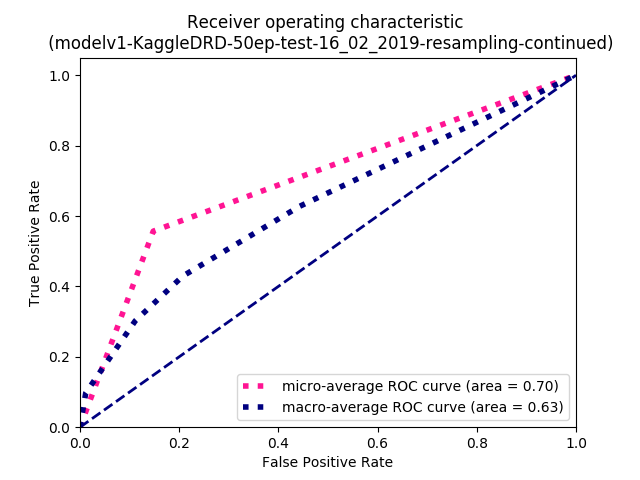 Receiver operating characteristic
(modelv1-KaggleDRD-50ep-test-16_02_2019-resampling-continued)
True Positive Rate
1.0
0.8
0.6
0.4
0.2
0.0
micro-average ROC curve (area = 0.70)
macro-average ROC curve (area = 0.63)
0.0 0.2 0.4 0.6 0.8 1.0
False Positive Rate